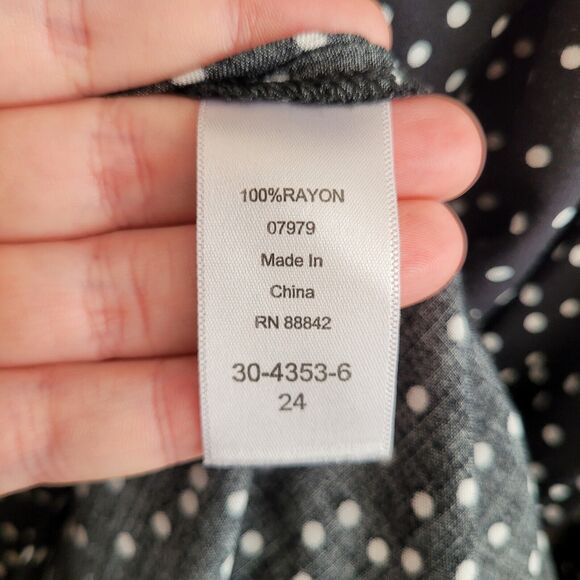 100%RAYON
07979
Made In
China
RN 88842
30-4353-6
24